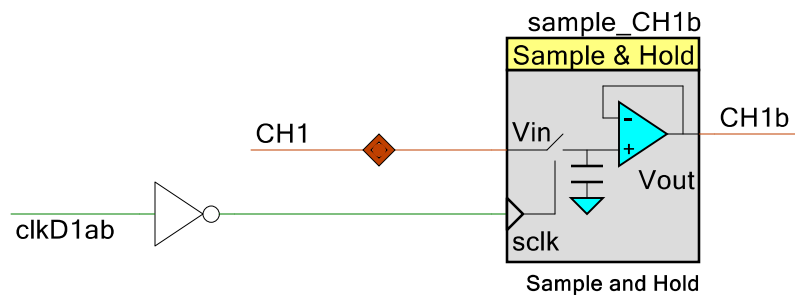 sample_CH1b
Sample & Hold
CH1
Vin
-
+
CH1b
Vout
clkD1ab
sclk
Sample and Hold